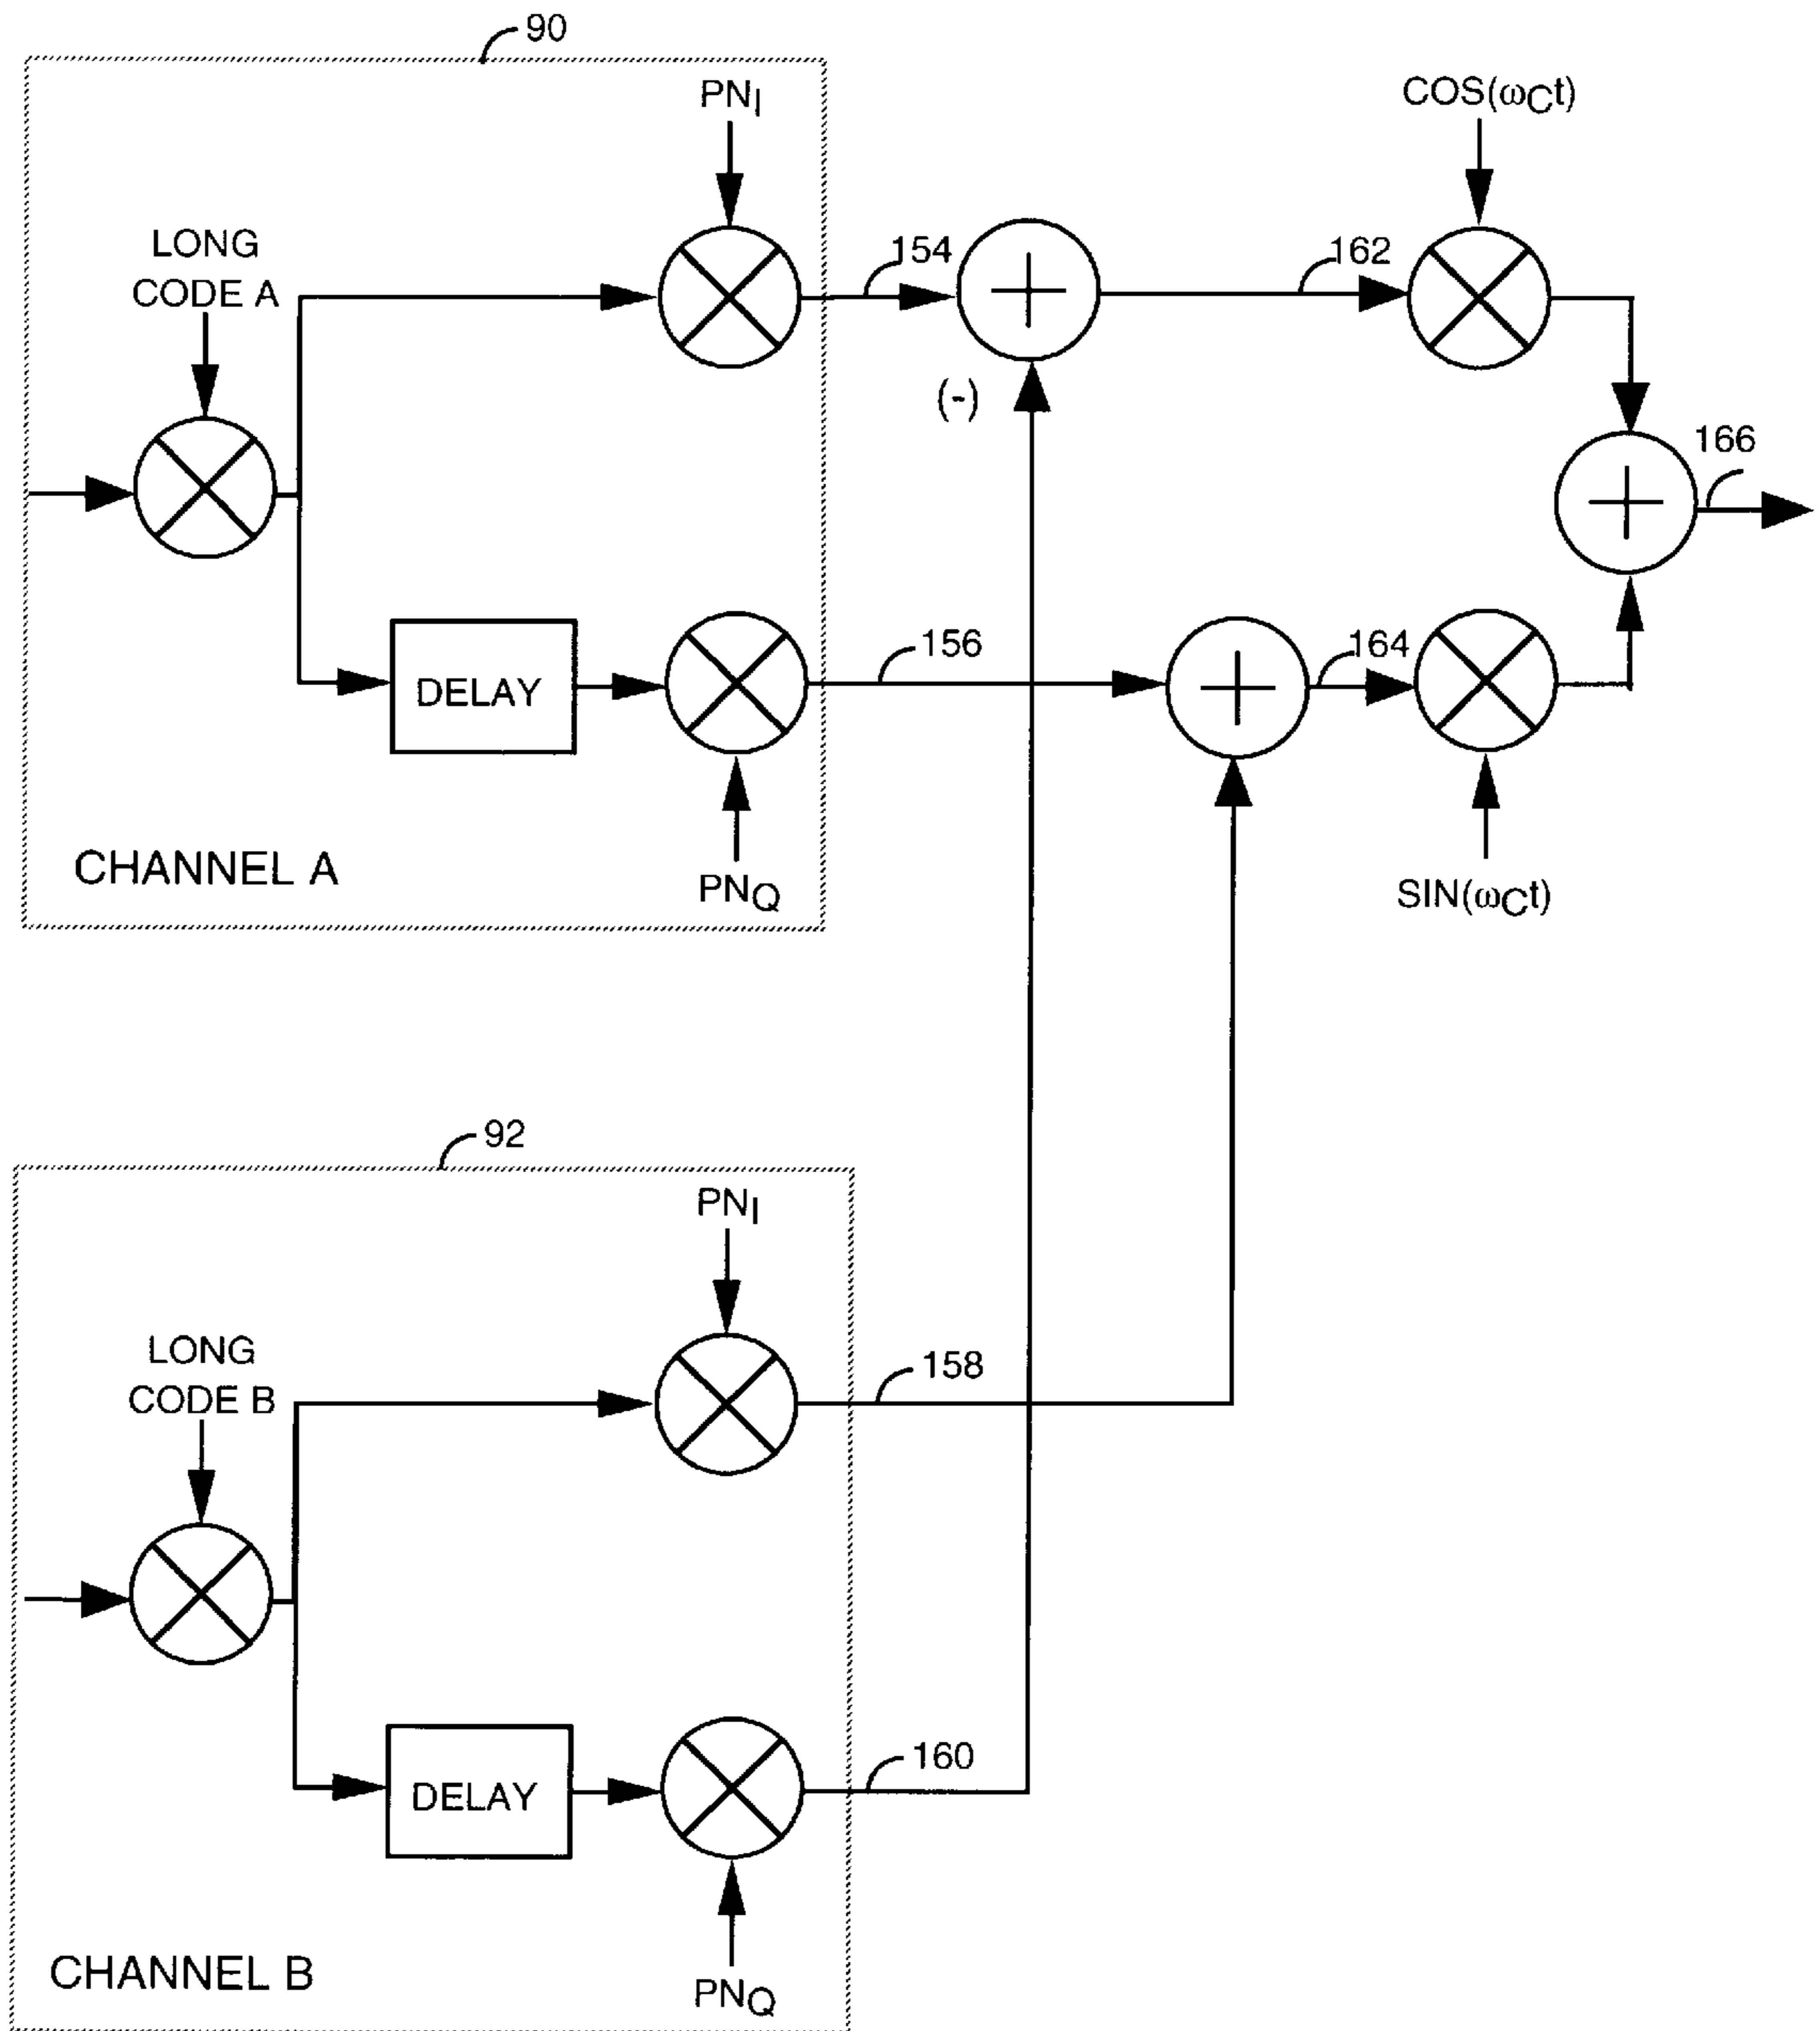 90
PNI
COS(ωCt)
LONG
CODE A
154
162
(-)
166
156
164
DELAY
CHANNEL A
PNQ
SIN(ωCt)
92
PNI
LONG
CODE B
158
160
DELAY
CHANNEL B
PNQ